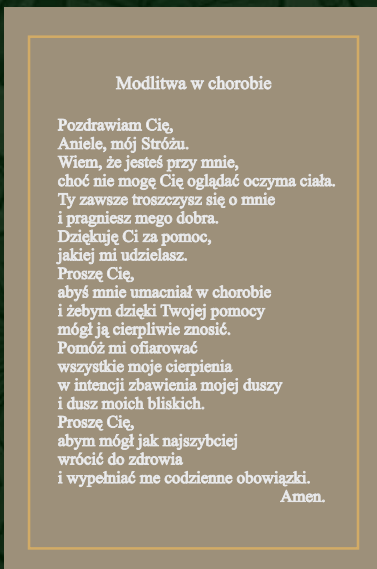 Modlitwa w chorobie
Pozdrawiam Cię,
Aniele, mój Stróżu.
Wiem, że jesteś przy mnie,
choć nie mogę Cię oglądać oczyma ciała.
Ty zawsze troszczysz się o mnie
i pragniesz mego dobra.
Dziękuję Ci za pomoc,
jakiej mi udzielasz.
Proszę Cię,
abyś mnie umacniał w chorobie
i żebym dzięki Twojej pomocy
mógł ją cierpliwie znosić.
Pomóż mi ofiarować
wszystkie moje cierpienia
w intencji zbawienia mojej duszy
i dusz moich bliskich.
Proszę Cię,
abym mógł jak najszybciej
wrócić do zdrowia
i wypełniać me codzienne obowiązki.
Amen.